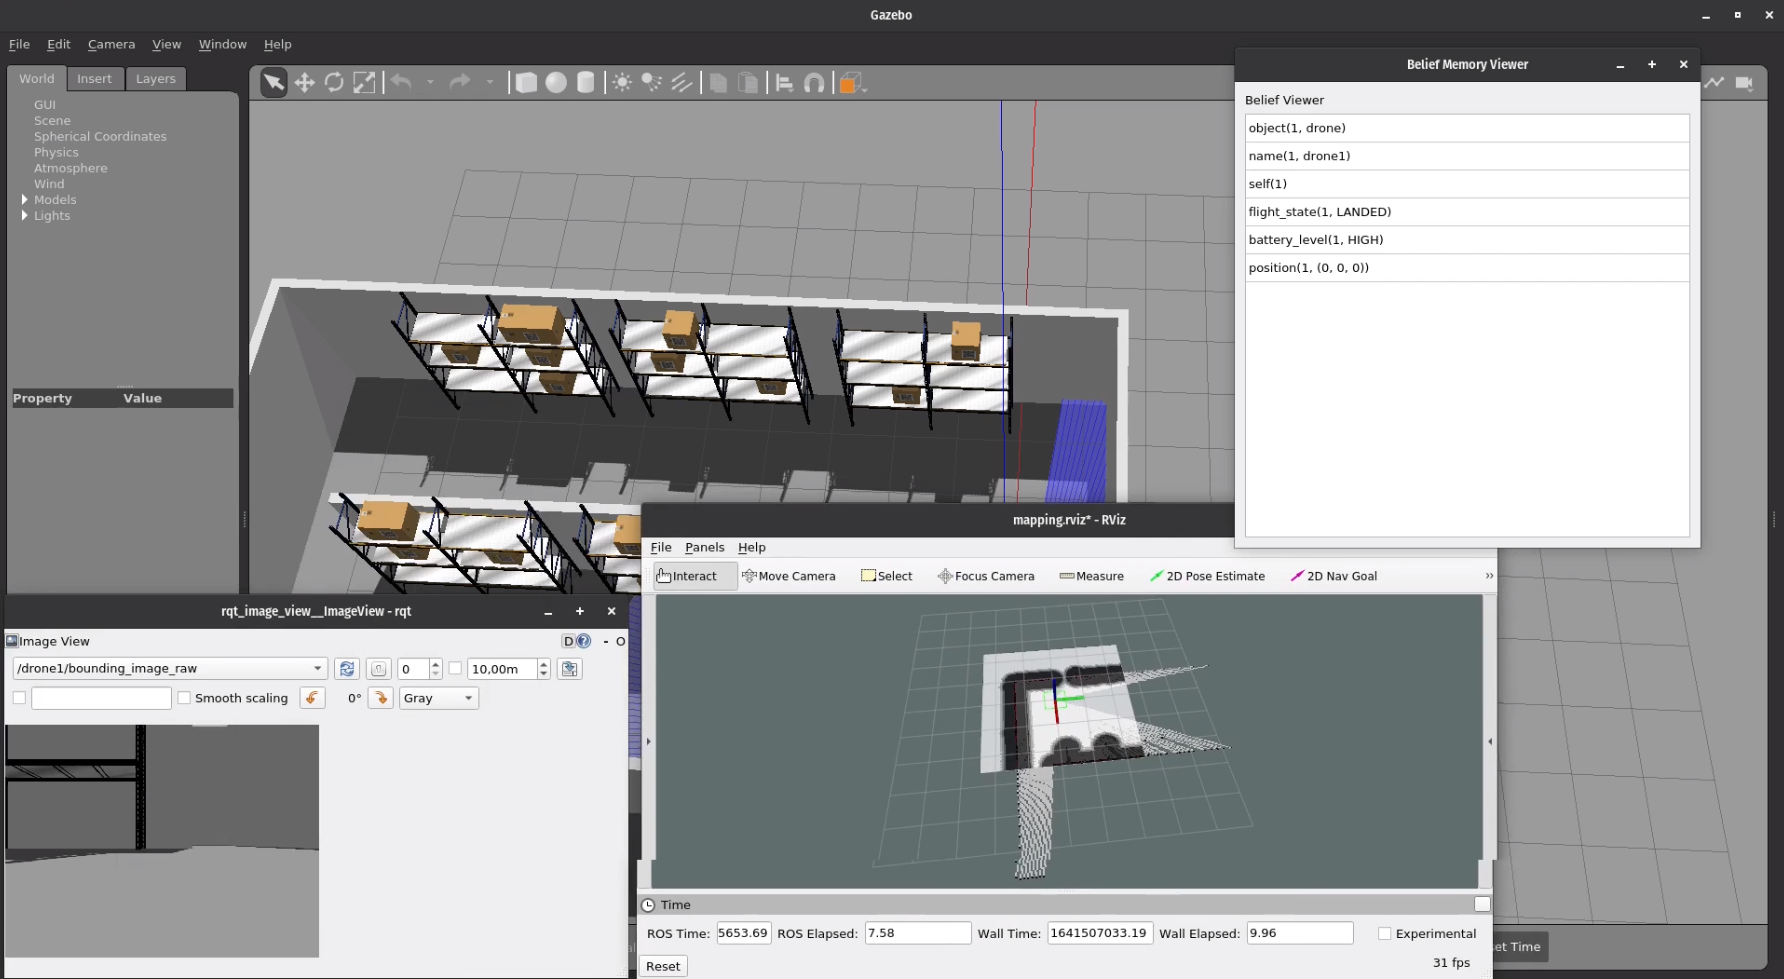 Gazebo
File Edit Camera View Window Help
World Insert Layers
GUI
Scene
Spherical Coordinates
Physics
Atmosphere
Wind
Models
Lights
Property Value
Belief Memory Viewer
Belief Viewer
object(1, drone)
name(1, drone1)
self(1)
flight_state(1, LANDED)
battery_level(1, HIGH)
position(1, (0, 0, 0))
mapping.rviz* - RViz
File Panels Help
Interact Move Camera Select Focus Camera Measure 2D Pose Estimate 2D Nav Goal »
Time
ROS Time: 5653.69 ROS Elapsed: 7.58 Wall Time: 1641507033.19 Wall Elapsed: 9.96 Experimental
Reset 31 fps
et Time
rqt_image_view__ImageView - rqt
Image View D - O
/drone1/bounding_image_raw 0 10,00m
Smooth scaling 0° Gray